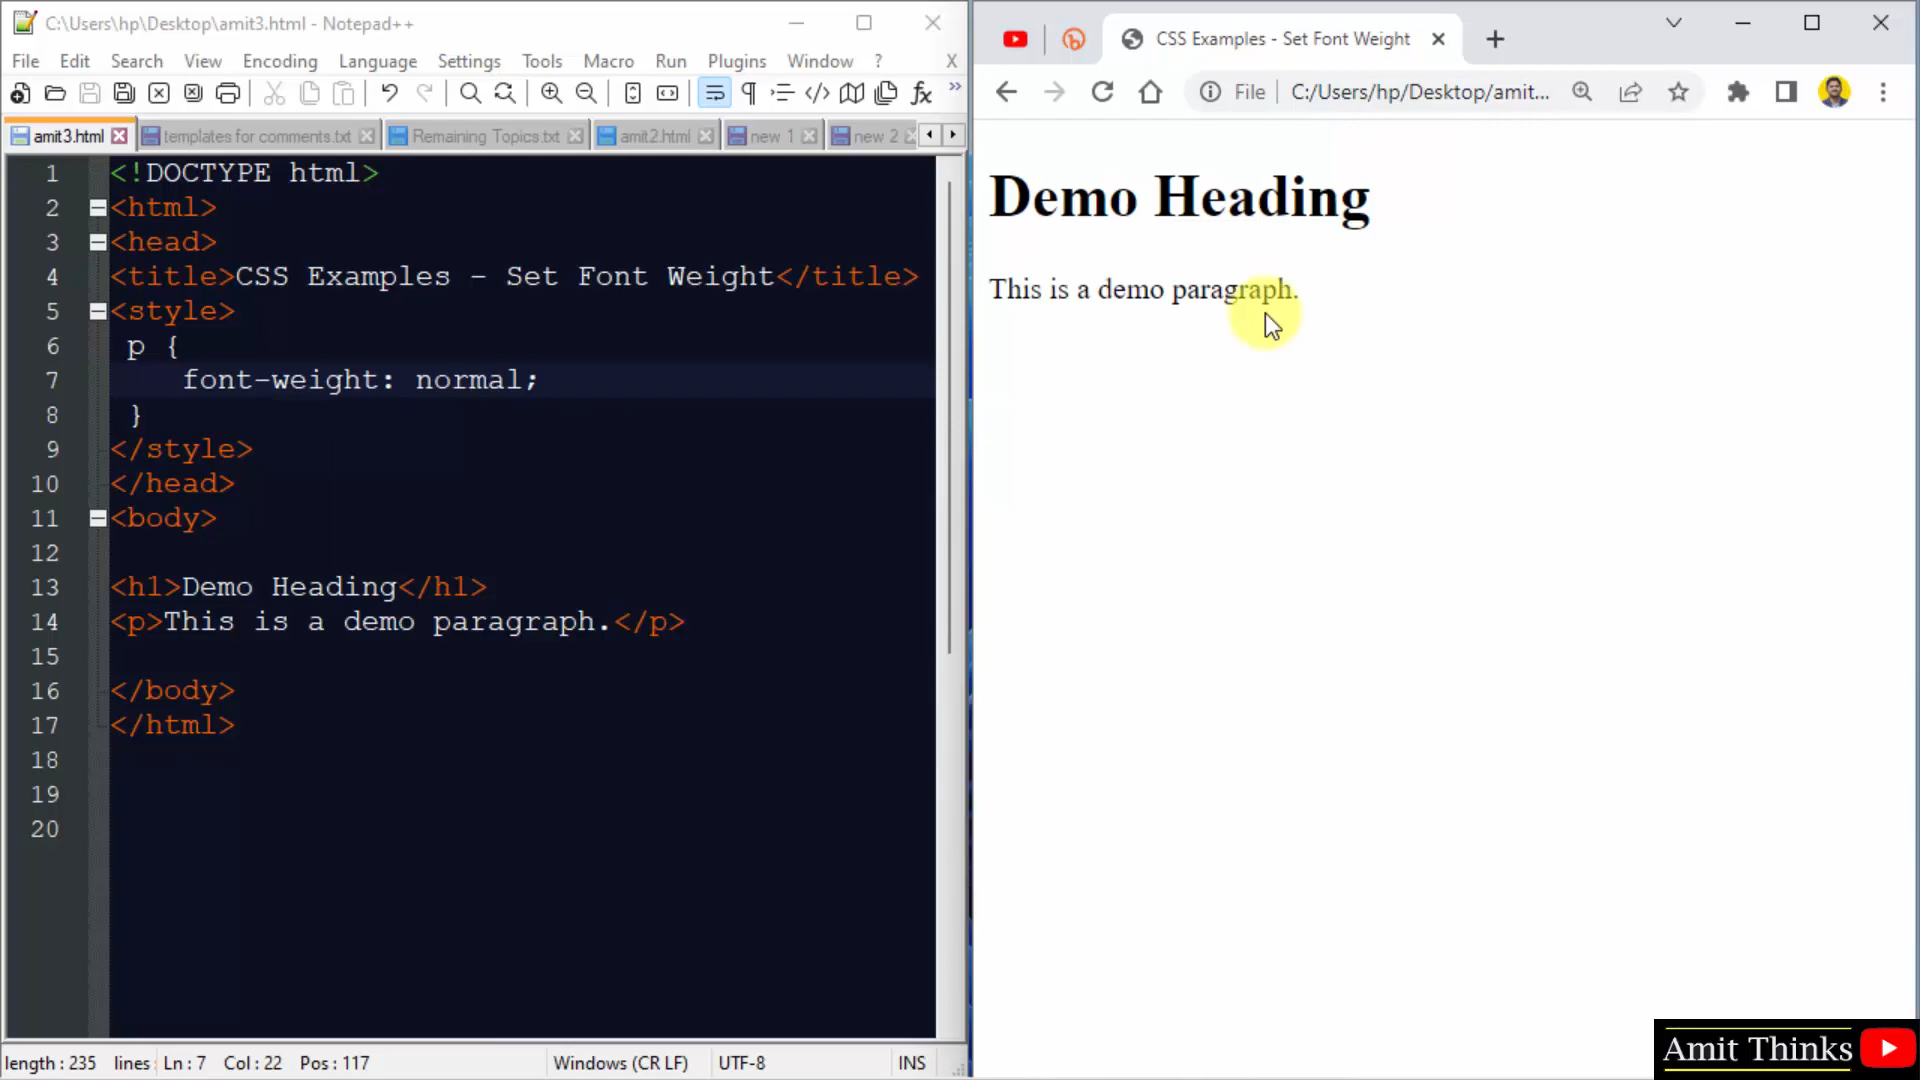 C:\Users\hp\Desktop\amit3.html - Notepad++
File Edit Search View Encoding Language Settings Tools Macro Run Plugins Window ? X
amit3.html templates for comments.txt Remaining Topics.txt amit2.html new 1 new 2
1 <!DOCTYPE html>
2 <html>
3 <head>
4 <title>CSS Examples - Set Font Weight</title>
5 <style>
6 p {
7 font-weight: normal;
8 }
9 </style>
10 </head>
11 <body>
12
13 <h1>Demo Heading</h1>
14 <p>This is a demo paragraph.</p>
15
16 </body>
17 </html>
18
19
20
length : 235 lines : Ln : 7 Col : 22 Pos : 117 Windows (CR LF) UTF-8 INS
CSS Examples - Set Font Weight
File C:/Users/hp/Desktop/amit...
Demo Heading
This is a demo paragraph.
Amit Thinks